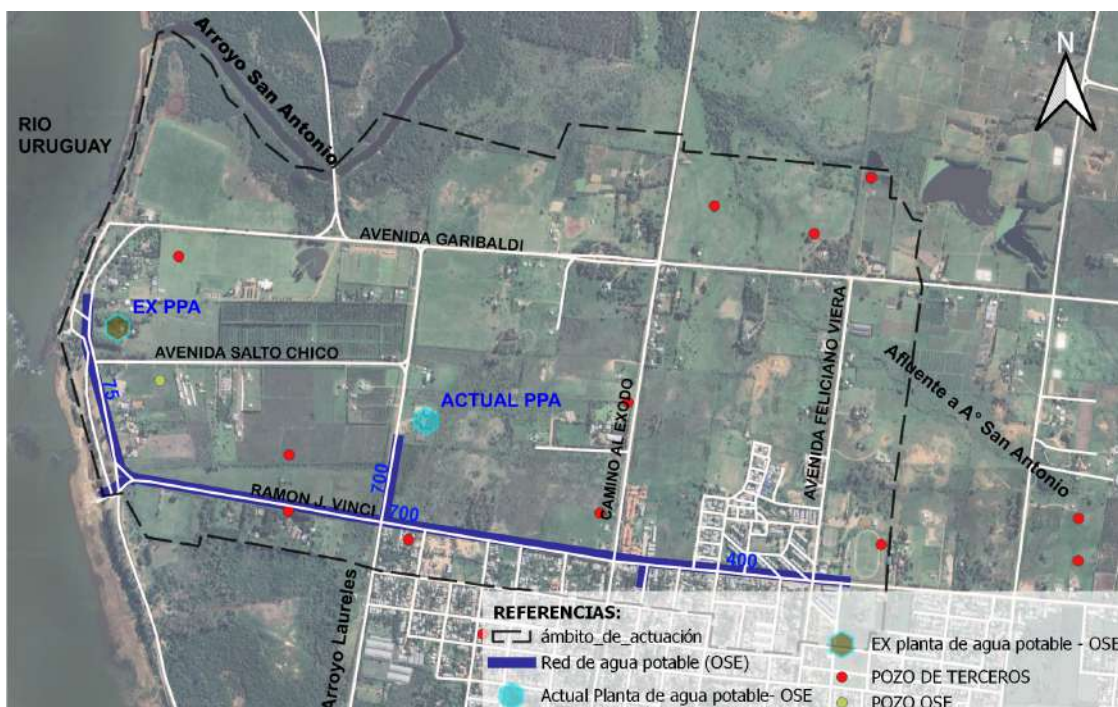 Arroyo San Antonio
N
RIO
URUGUAY
AVENIDA GARIBALDI
EX PPA
AVENIDA SALTO CHICO
75
ACTUAL PPA
AVENIDA FELICIANO VIERA
Afluente a A° San Antonio
CAMINO AL EXODO
700
RAMON J. VINCI
700
400
Arroyo Laureles
REFERENCIAS:
ámbito_de_actuación
Red de agua potable (OSE)
Actual Planta de agua potable- OSE
EX planta de agua potable - OSE
POZO DE TERCEROS
POZO OSE